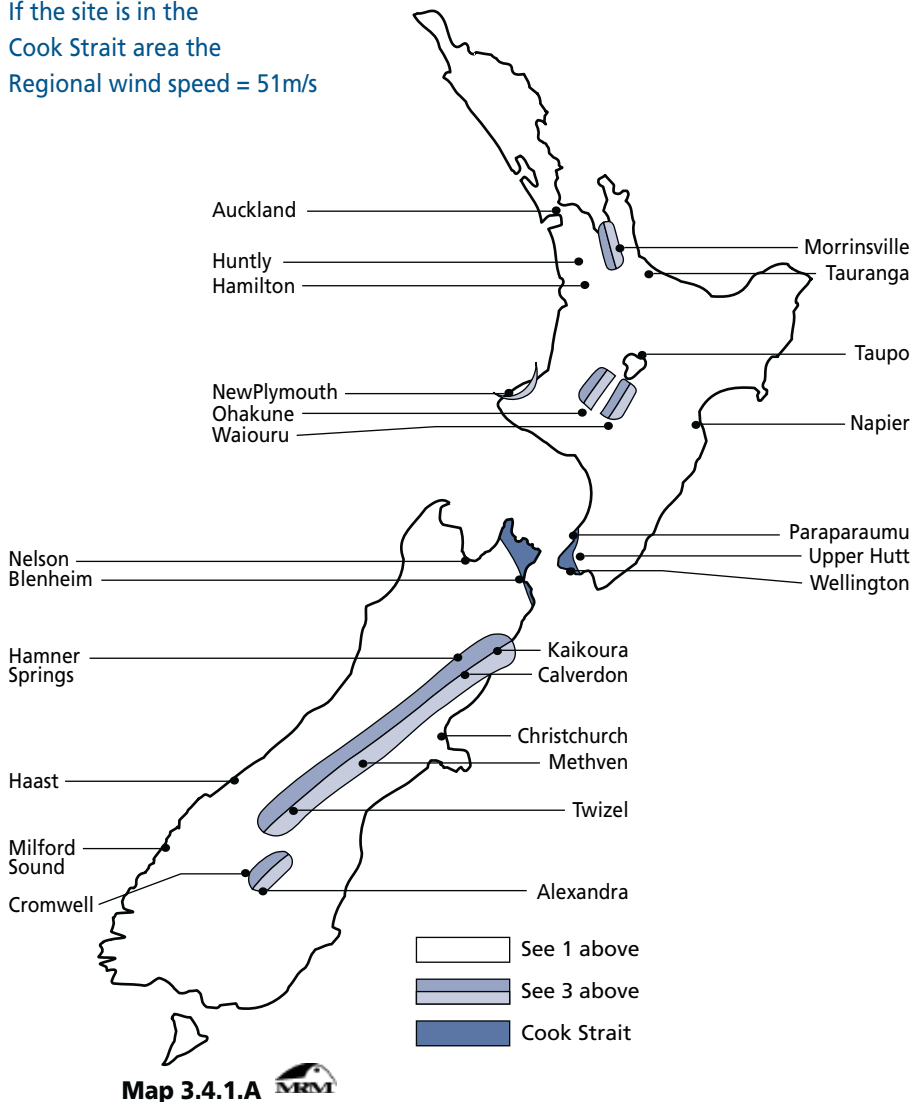 If the site is in the
Cook Strait area the
Regional wind speed = 51m/s
Auckland
Morrinsville
Huntly
Tauranga
Hamilton
Taupo
NewPlymouth
Ohakune
Napier
Waiouru
Paraparaumu
Nelson
Upper Hutt
Blenheim
Wellington
Kaikoura
Hamner
Springs
Calverdon
Christchurch
Methven
Haast
Twizel
Milford
Sound
Alexandra
Cromwell
See 1 above
See 3 above
Cook Strait
Map 3.4.1.A
MRM